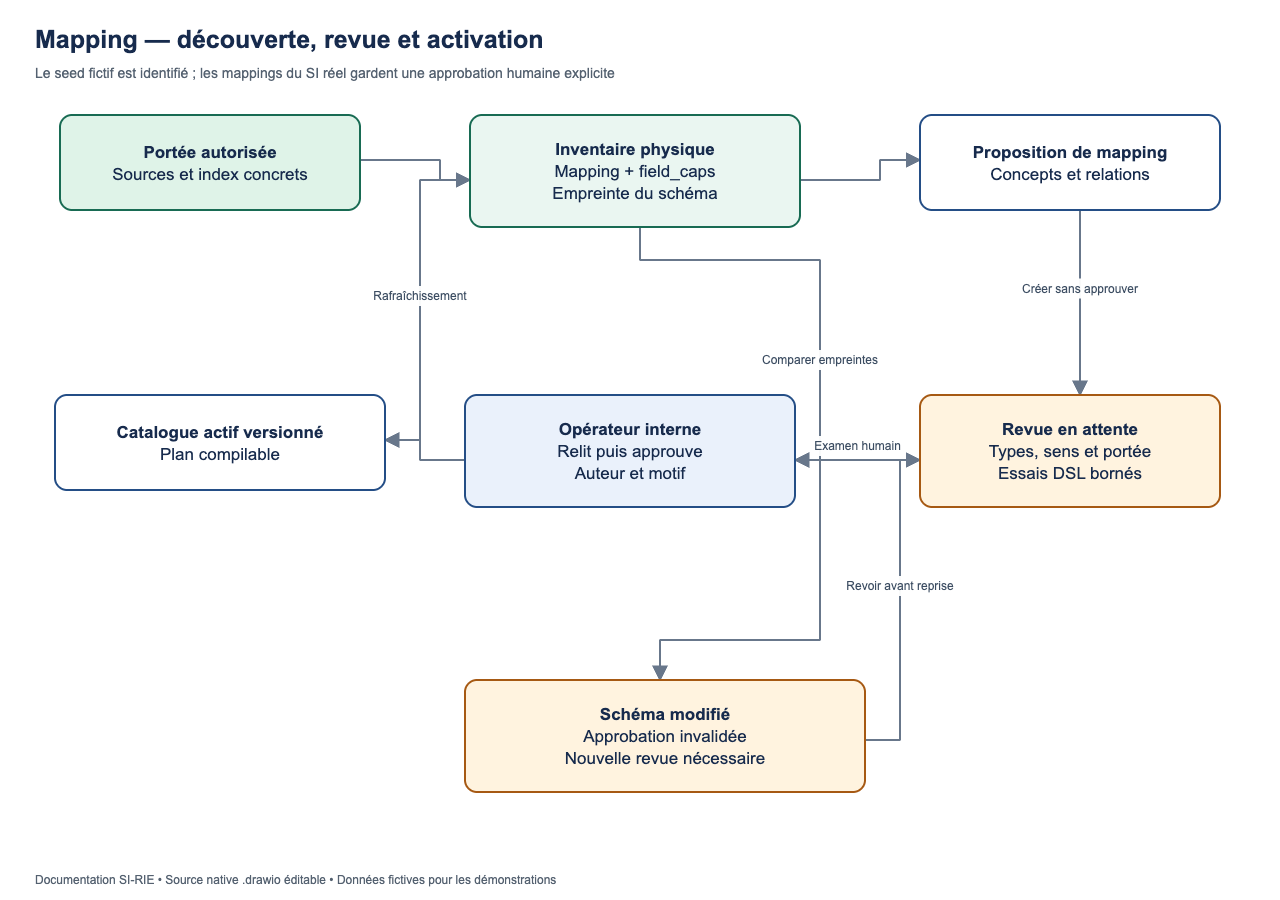 Mapping — découverte, revue et activation
Le seed fictif est identifié ; les mappings du SI réel gardent une approbation humaine explicite
Portée autorisée
Sources et index concrets
Inventaire physique
Mapping + field_caps
Empreinte du schéma
Proposition de mapping
Concepts et relations
Rafraîchissement
Créer sans approuver
Comparer empreintes
Catalogue actif versionné
Plan compilable
Opérateur interne
Relit puis approuve
Auteur et motif
Examen humain
Revue en attente
Types, sens et portée
Essais DSL bornés
Revoir avant reprise
Schéma modifié
Approbation invalidée
Nouvelle revue nécessaire
Documentation SI-RIE • Source native .drawio éditable • Données fictives pour les démonstrations